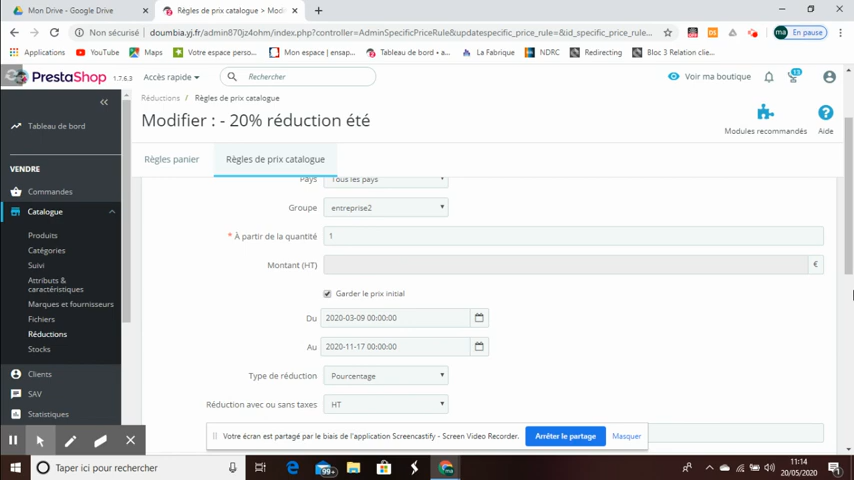 Mon Drive - Google Drive
Règles de prix catalogue > Modi
Non sécurisé
doumbia.yj.fr/admin870jz4ohm/index.php?controller=AdminSpecificPriceRule&updatespecific_price_rule=&id_specific_price_rule...
ma
En pause
Applications
YouTube
Maps
Votre espace perso...
Mon espace | ensap...
Tableau de bord • a...
La Fabrique
NDRC
Redirecting
Bloc 3 Relation clie...
PrestaShop
1.7.6.3
Accès rapide
Rechercher
Voir ma boutique
13
Réductions / Règles de prix catalogue
Modifier : - 20% réduction été
Modules recommandés
Aide
Règles panier
Règles de prix catalogue
Tableau de bord
VENDRE
Commandes
Catalogue
Produits
Catégories
Suivi
Attributs &
caractéristiques
Marques et fournisseurs
Fichiers
Réductions
Stocks
Clients
SAV
Statistiques
Pays Tous les pays
Groupe entreprise2
* À partir de la quantité 1
Montant (HT) €
Garder le prix initial
Du 2020-03-09 00:00:00
Au 2020-11-17 00:00:00
Type de réduction Pourcentage
Réduction avec ou sans taxes HT
Votre écran est partagé par le biais de l'application Screencastify - Screen Video Recorder.
Arrêter le partage
Masquer
Taper ici pour rechercher
99+
11:14
20/05/2020
1